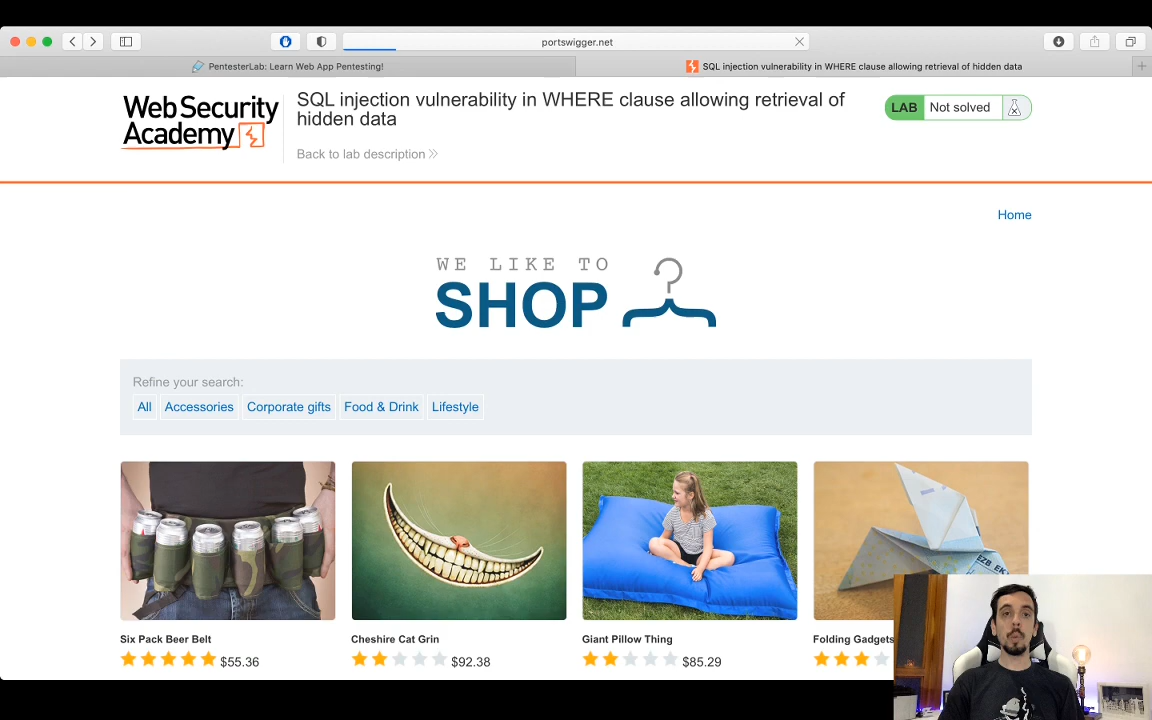 portswigger.net
PentesterLab: Learn Web App Pentesting!
SQL injection vulnerability in WHERE clause allowing retrieval of hidden data
Web Security
Academy
SQL injection vulnerability in WHERE clause allowing retrieval of
hidden data
Back to lab description
LAB Not solved
Home
WE LIKE TO
SHOP
Refine your search:
All Accessories Corporate gifts Food & Drink Lifestyle
EZB EK
Six Pack Beer Belt
$55.36
Cheshire Cat Grin
$92.38
Giant Pillow Thing
$85.29
Folding Gadgets